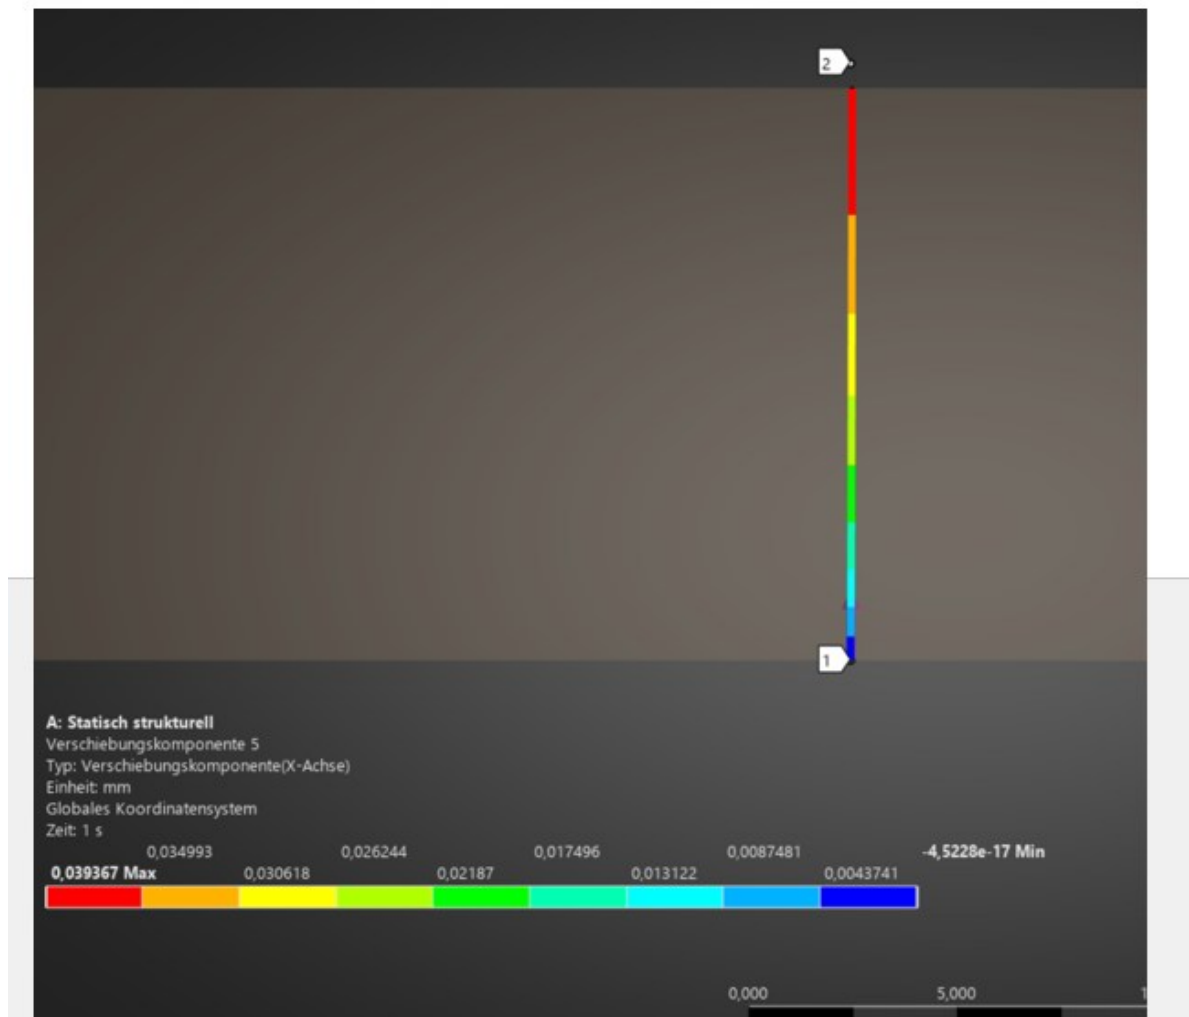 2
1
A: Statisch strukturell
Verschiebungskomponente 5
Typ: Verschiebungskomponente(X-Achse)
Einheit: mm
Globales Koordinatensystem
Zeit: 1 s
0,034993 0,026244 0,017496 0,0087481 -4,5228e-17 Min
0,039367 Max 0,030618 0,02187 0,013122 0,0043741
0,000 5,000 1